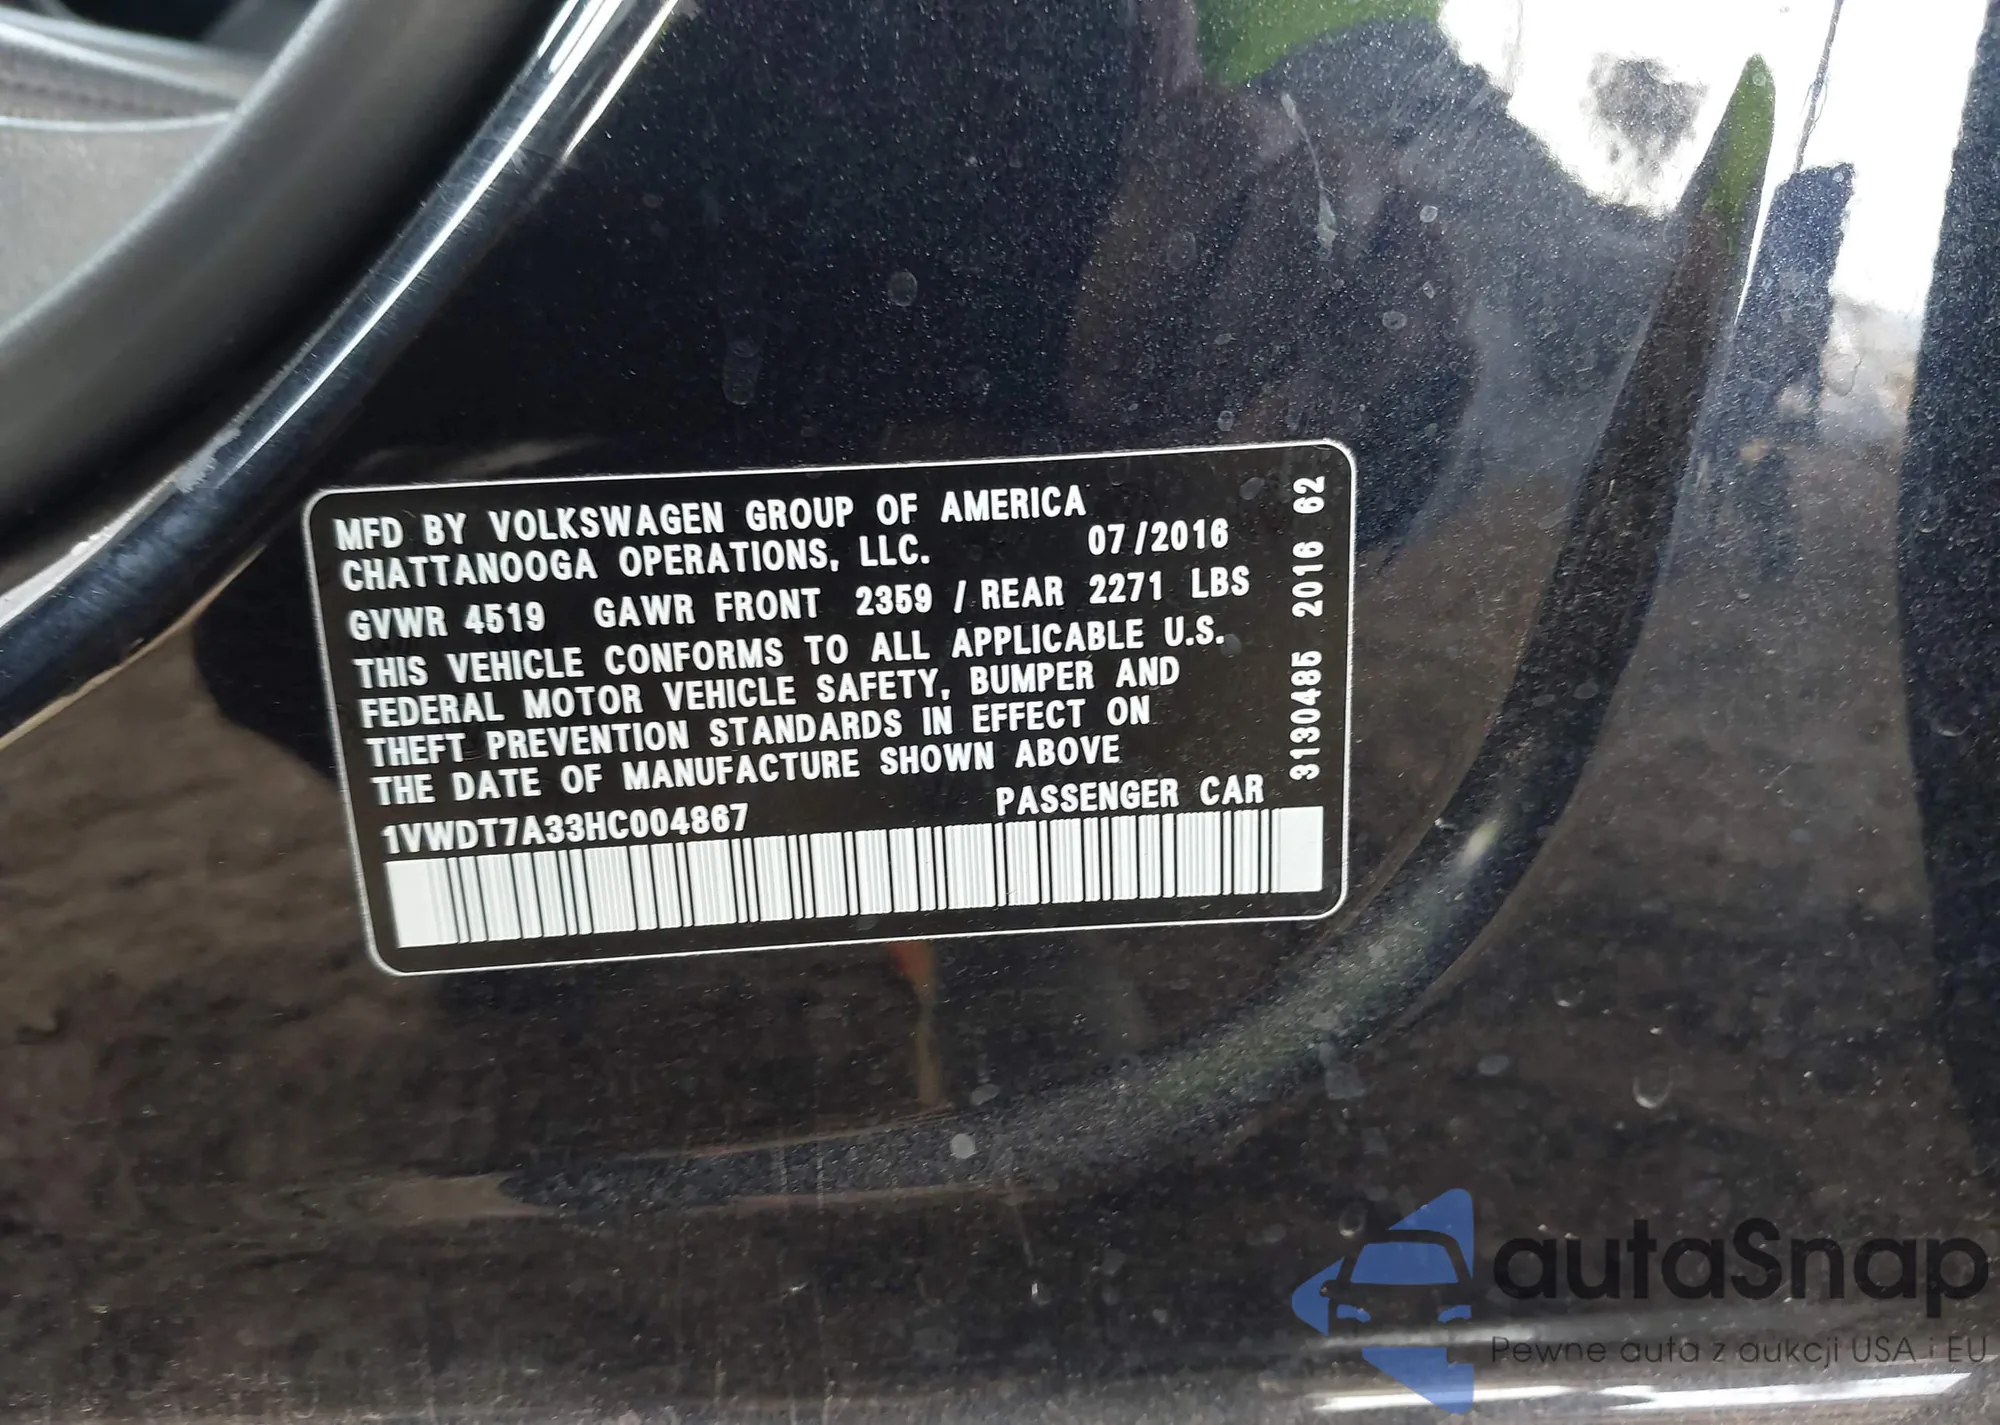 MFD BY VOLKSWAGEN GROUP OF AMERICA
CHATTANOOGA OPERATIONS, LLC. 07/2016
GVWR 4519 GAWR FRONT 2359 / REAR 2271 LBS
THIS VEHICLE CONFORMS TO ALL APPLICABLE U.S.
FEDERAL MOTOR VEHICLE SAFETY, BUMPER AND
THEFT PREVENTION STANDARDS IN EFFECT ON
THE DATE OF MANUFACTURE SHOWN ABOVE
1VWDT7A33HC004867 PASSENGER CAR
3130485 2016 62
autaSnap
Pewne auta z aukcji USA i EU